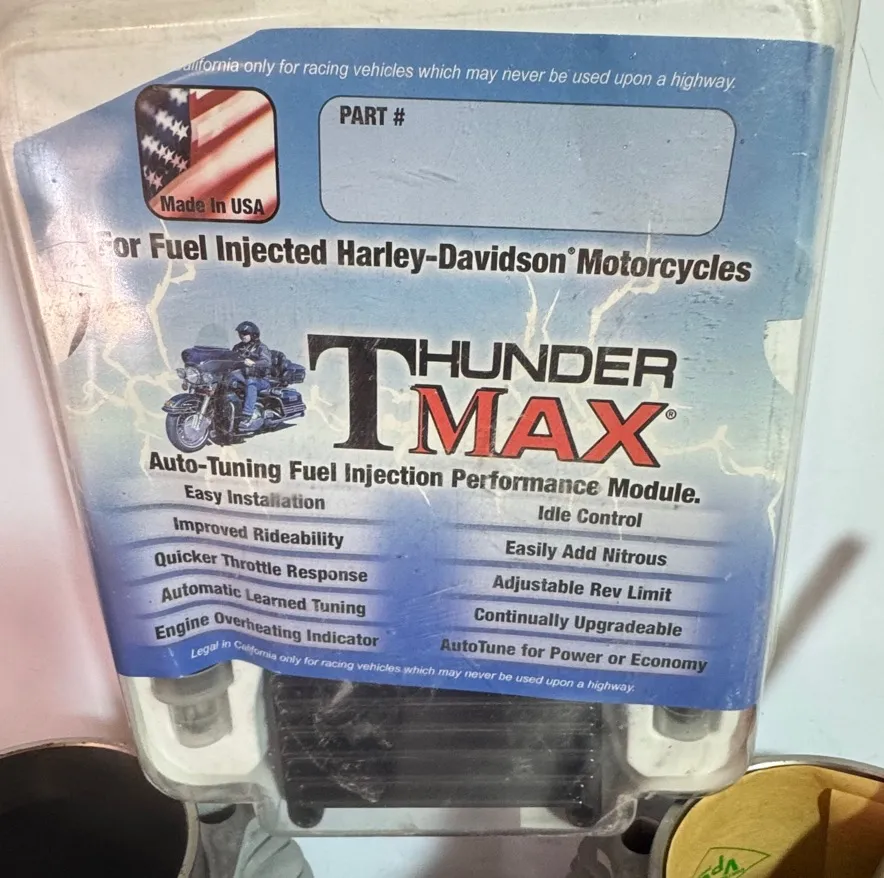 California only for racing vehicles which may never be used upon a highway.
PART #
Made In USA
For Fuel Injected Harley-Davidson® Motorcycles
THUNDER
MAX®
Auto-Tuning Fuel Injection Performance Module.
Easy Installation
Improved Rideability
Quicker Throttle Response
Automatic Learned Tuning
Engine Overheating Indicator
Idle Control
Easily Add Nitrous
Adjustable Rev Limit
Continually Upgradeable
AutoTune for Power or Economy
Legal in California only for racing vehicles which may never be used upon a highway.